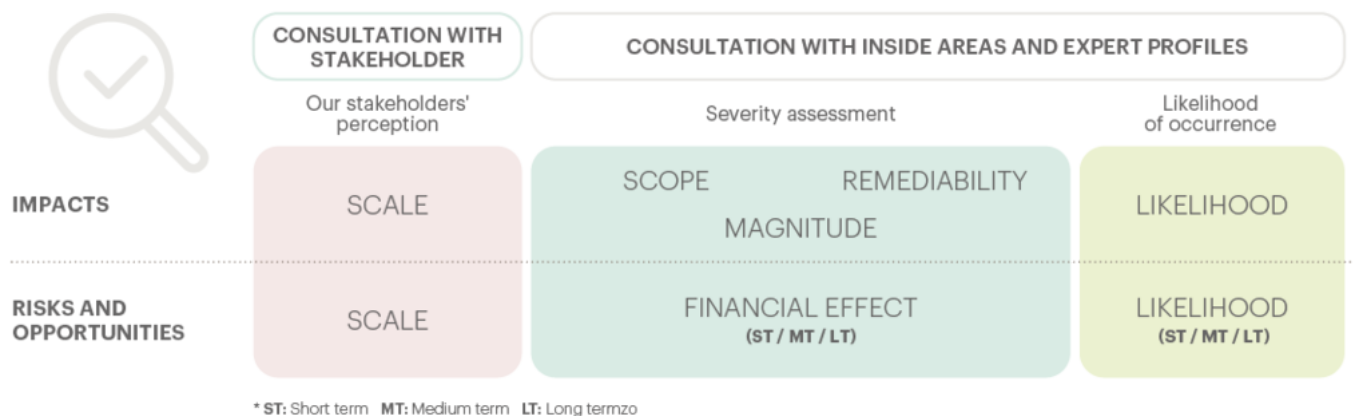 CONSULTATION WITH
STAKEHOLDER
CONSULTATION WITH INSIDE AREAS AND EXPERT PROFILES
Our stakeholders'
perception
Severity assessment
Likelihood
of occurrence
IMPACTS
SCALE
SCOPE
REMEDIABILITY
MAGNITUDE
LIKELIHOOD
RISKS AND
OPPORTUNITIES
SCALE
FINANCIAL EFFECT
(ST / MT / LT)
LIKELIHOOD
(ST / MT / LT)
* ST: Short term MT: Medium term LT: Long termzo